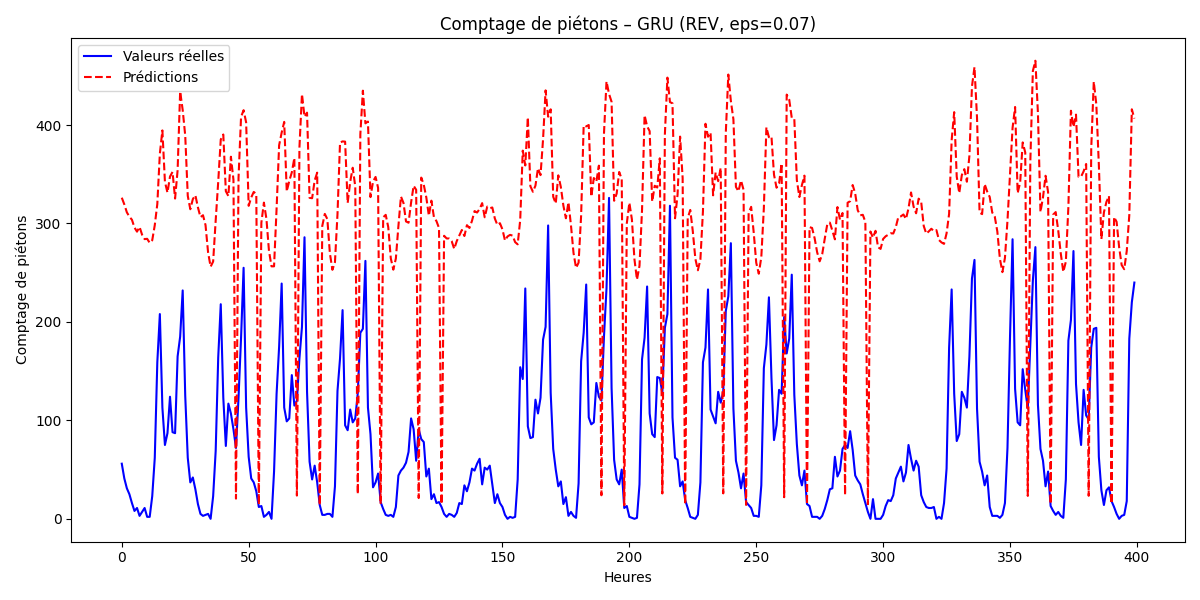 Comptage de piétons – GRU (REV, eps=0.07)
Valeurs réelles
Prédictions
Comptage de piétons
400
300
200
100
0
0 50 100 150 200 250 300 350 400
Heures